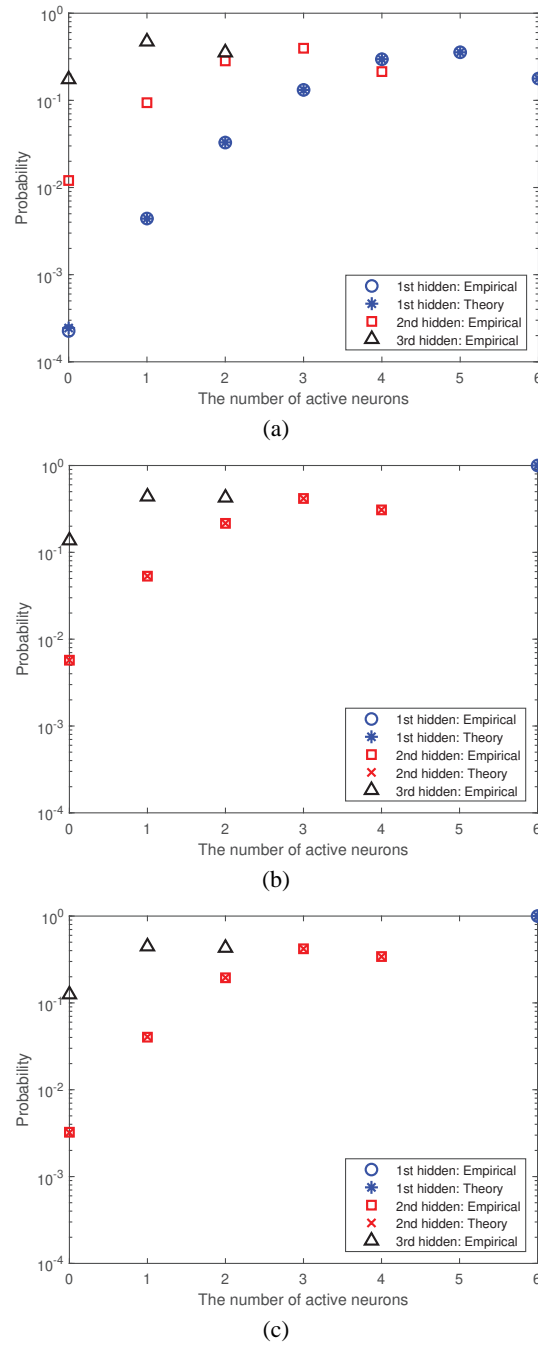 10^0
10^-1
10^-2
10^-3
10^-4
Probability
0 1 2 3 4 5 6
The number of active neurons
1st hidden: Empirical
1st hidden: Theory
2nd hidden: Empirical
3rd hidden: Empirical
(a)
10^0
10^-1
10^-2
10^-3
10^-4
Probability
0 1 2 3 4 5 6
The number of active neurons
1st hidden: Empirical
1st hidden: Theory
2nd hidden: Empirical
2nd hidden: Theory
3rd hidden: Empirical
(b)
10^0
10^-1
10^-2
10^-3
10^-4
Probability
0 1 2 3 4 5 6
The number of active neurons
1st hidden: Empirical
1st hidden: Theory
2nd hidden: Empirical
2nd hidden: Theory
3rd hidden: Empirical
(c)